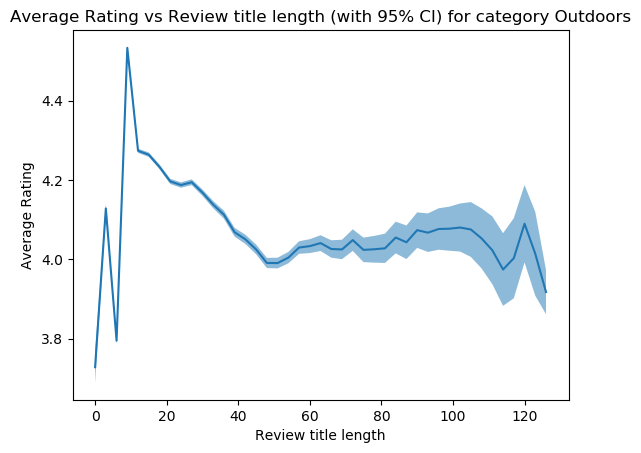 Average Rating vs Review title length (with 95% CI) for category Outdoors
Average Rating
4.4
4.2
4.0
3.8
0 20 40 60 80 100 120
Review title length